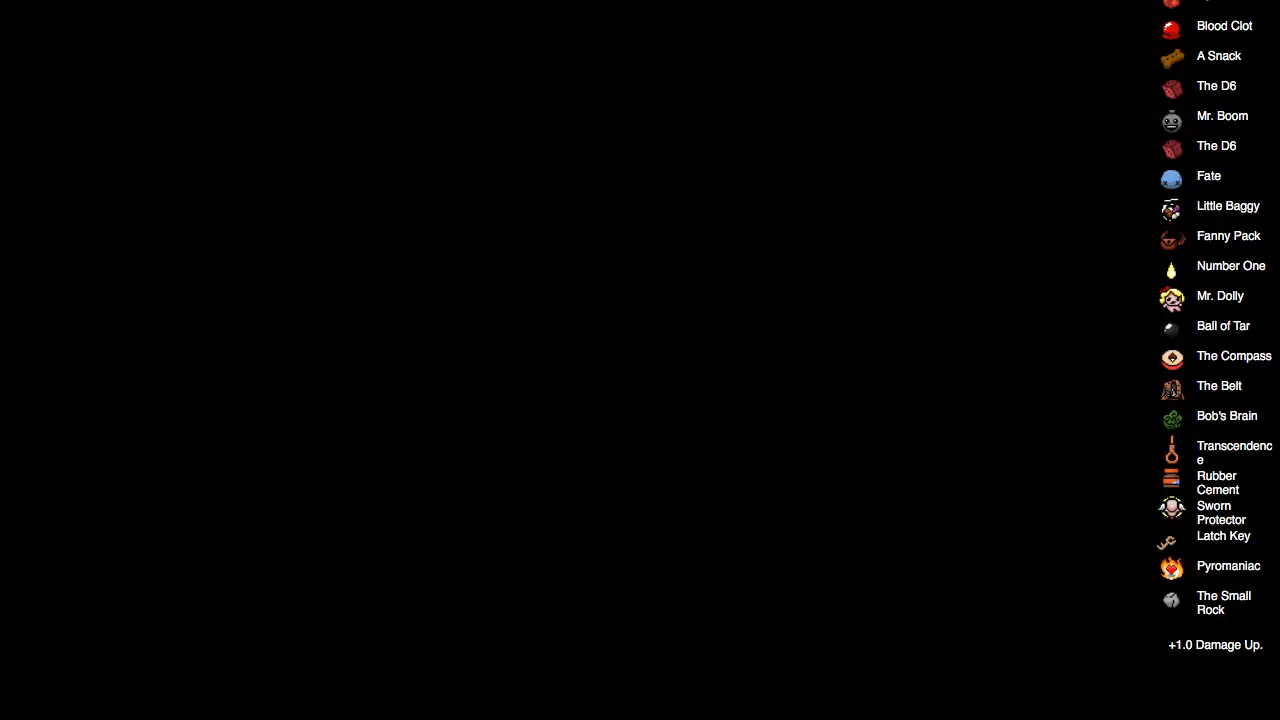 Blood Clot
A Snack
The D6
Mr. Boom
The D6
Fate
Little Baggy
Fanny Pack
Number One
Mr. Dolly
Ball of Tar
The Compass
The Belt
Bob's Brain
Transcendenc
e
Rubber
Cement
Sworn
Protector
Latch Key
Pyromaniac
The Small
Rock
+1.0 Damage Up.